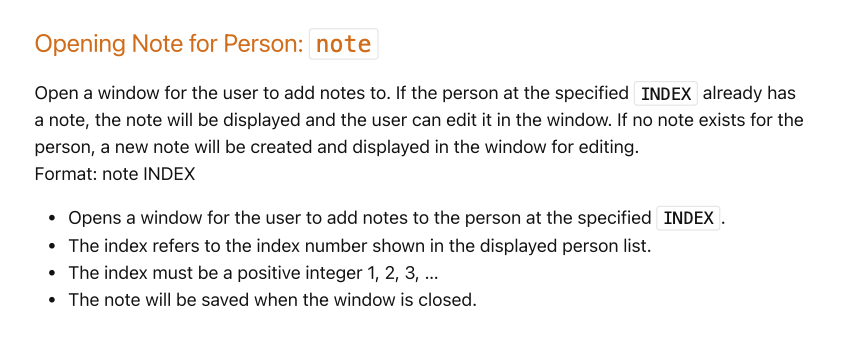 Opening Note for Person: note
Open a window for the user to add notes to. If the person at the specified INDEX already has
a note, the note will be displayed and the user can edit it in the window. If no note exists for the
person, a new note will be created and displayed in the window for editing.
Format: note INDEX
• Opens a window for the user to add notes to the person at the specified INDEX.
• The index refers to the index number shown in the displayed person list.
• The index must be a positive integer 1, 2, 3, …
• The note will be saved when the window is closed.